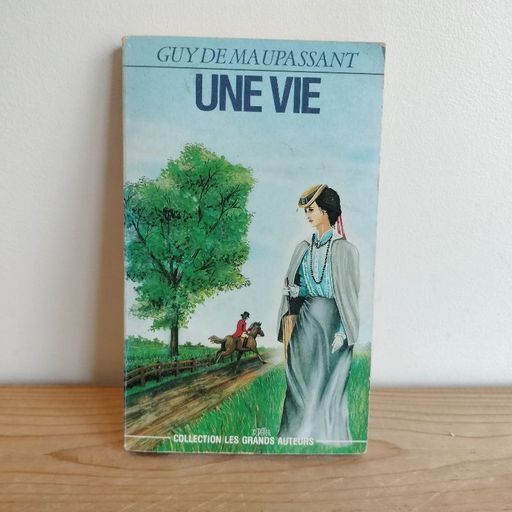 GUY DE MAUPASSANT
UNE VIE
COLLECTION LES GRANDS AUTEURS